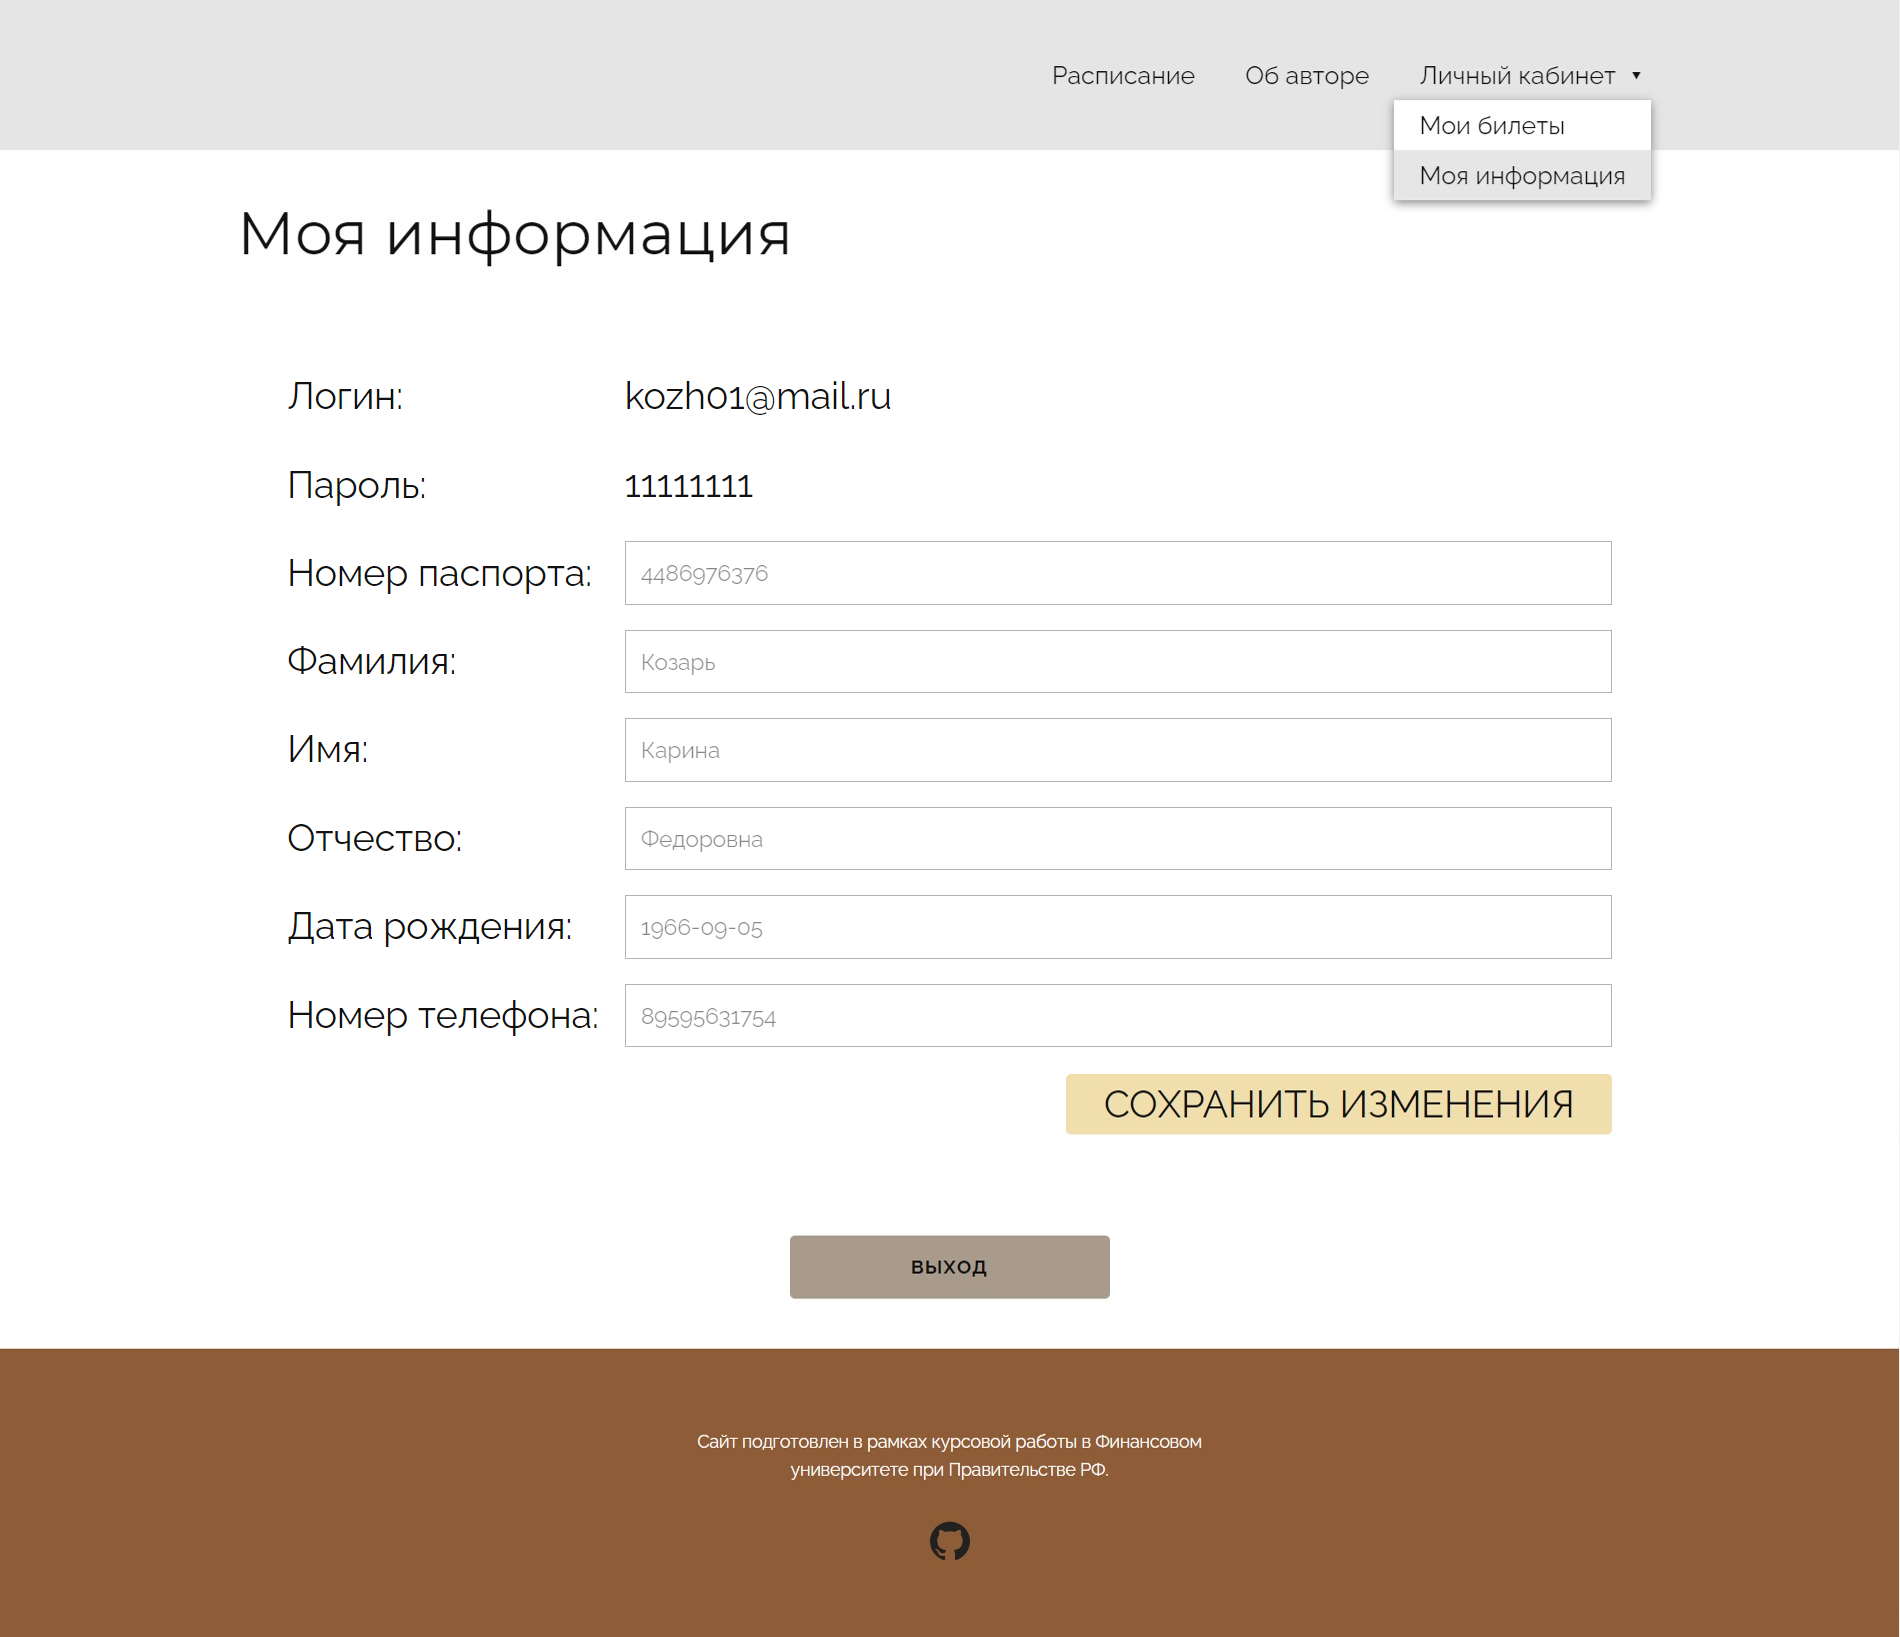 Расписание Об авторе Личный кабинет ▾
Мои билеты
Моя информация
Моя информация
Логин: kozh01@mail.ru
Пароль: 11111111
Номер паспорта: 4486976376
Фамилия: Козарь
Имя: Карина
Отчество: Федоровна
Дата рождения: 1966-09-05
Номер телефона: 89595631754
СОХРАНИТЬ ИЗМЕНЕНИЯ
ВЫХОД
Сайт подготовлен в рамках курсовой работы в Финансовом
университете при Правительстве РФ.